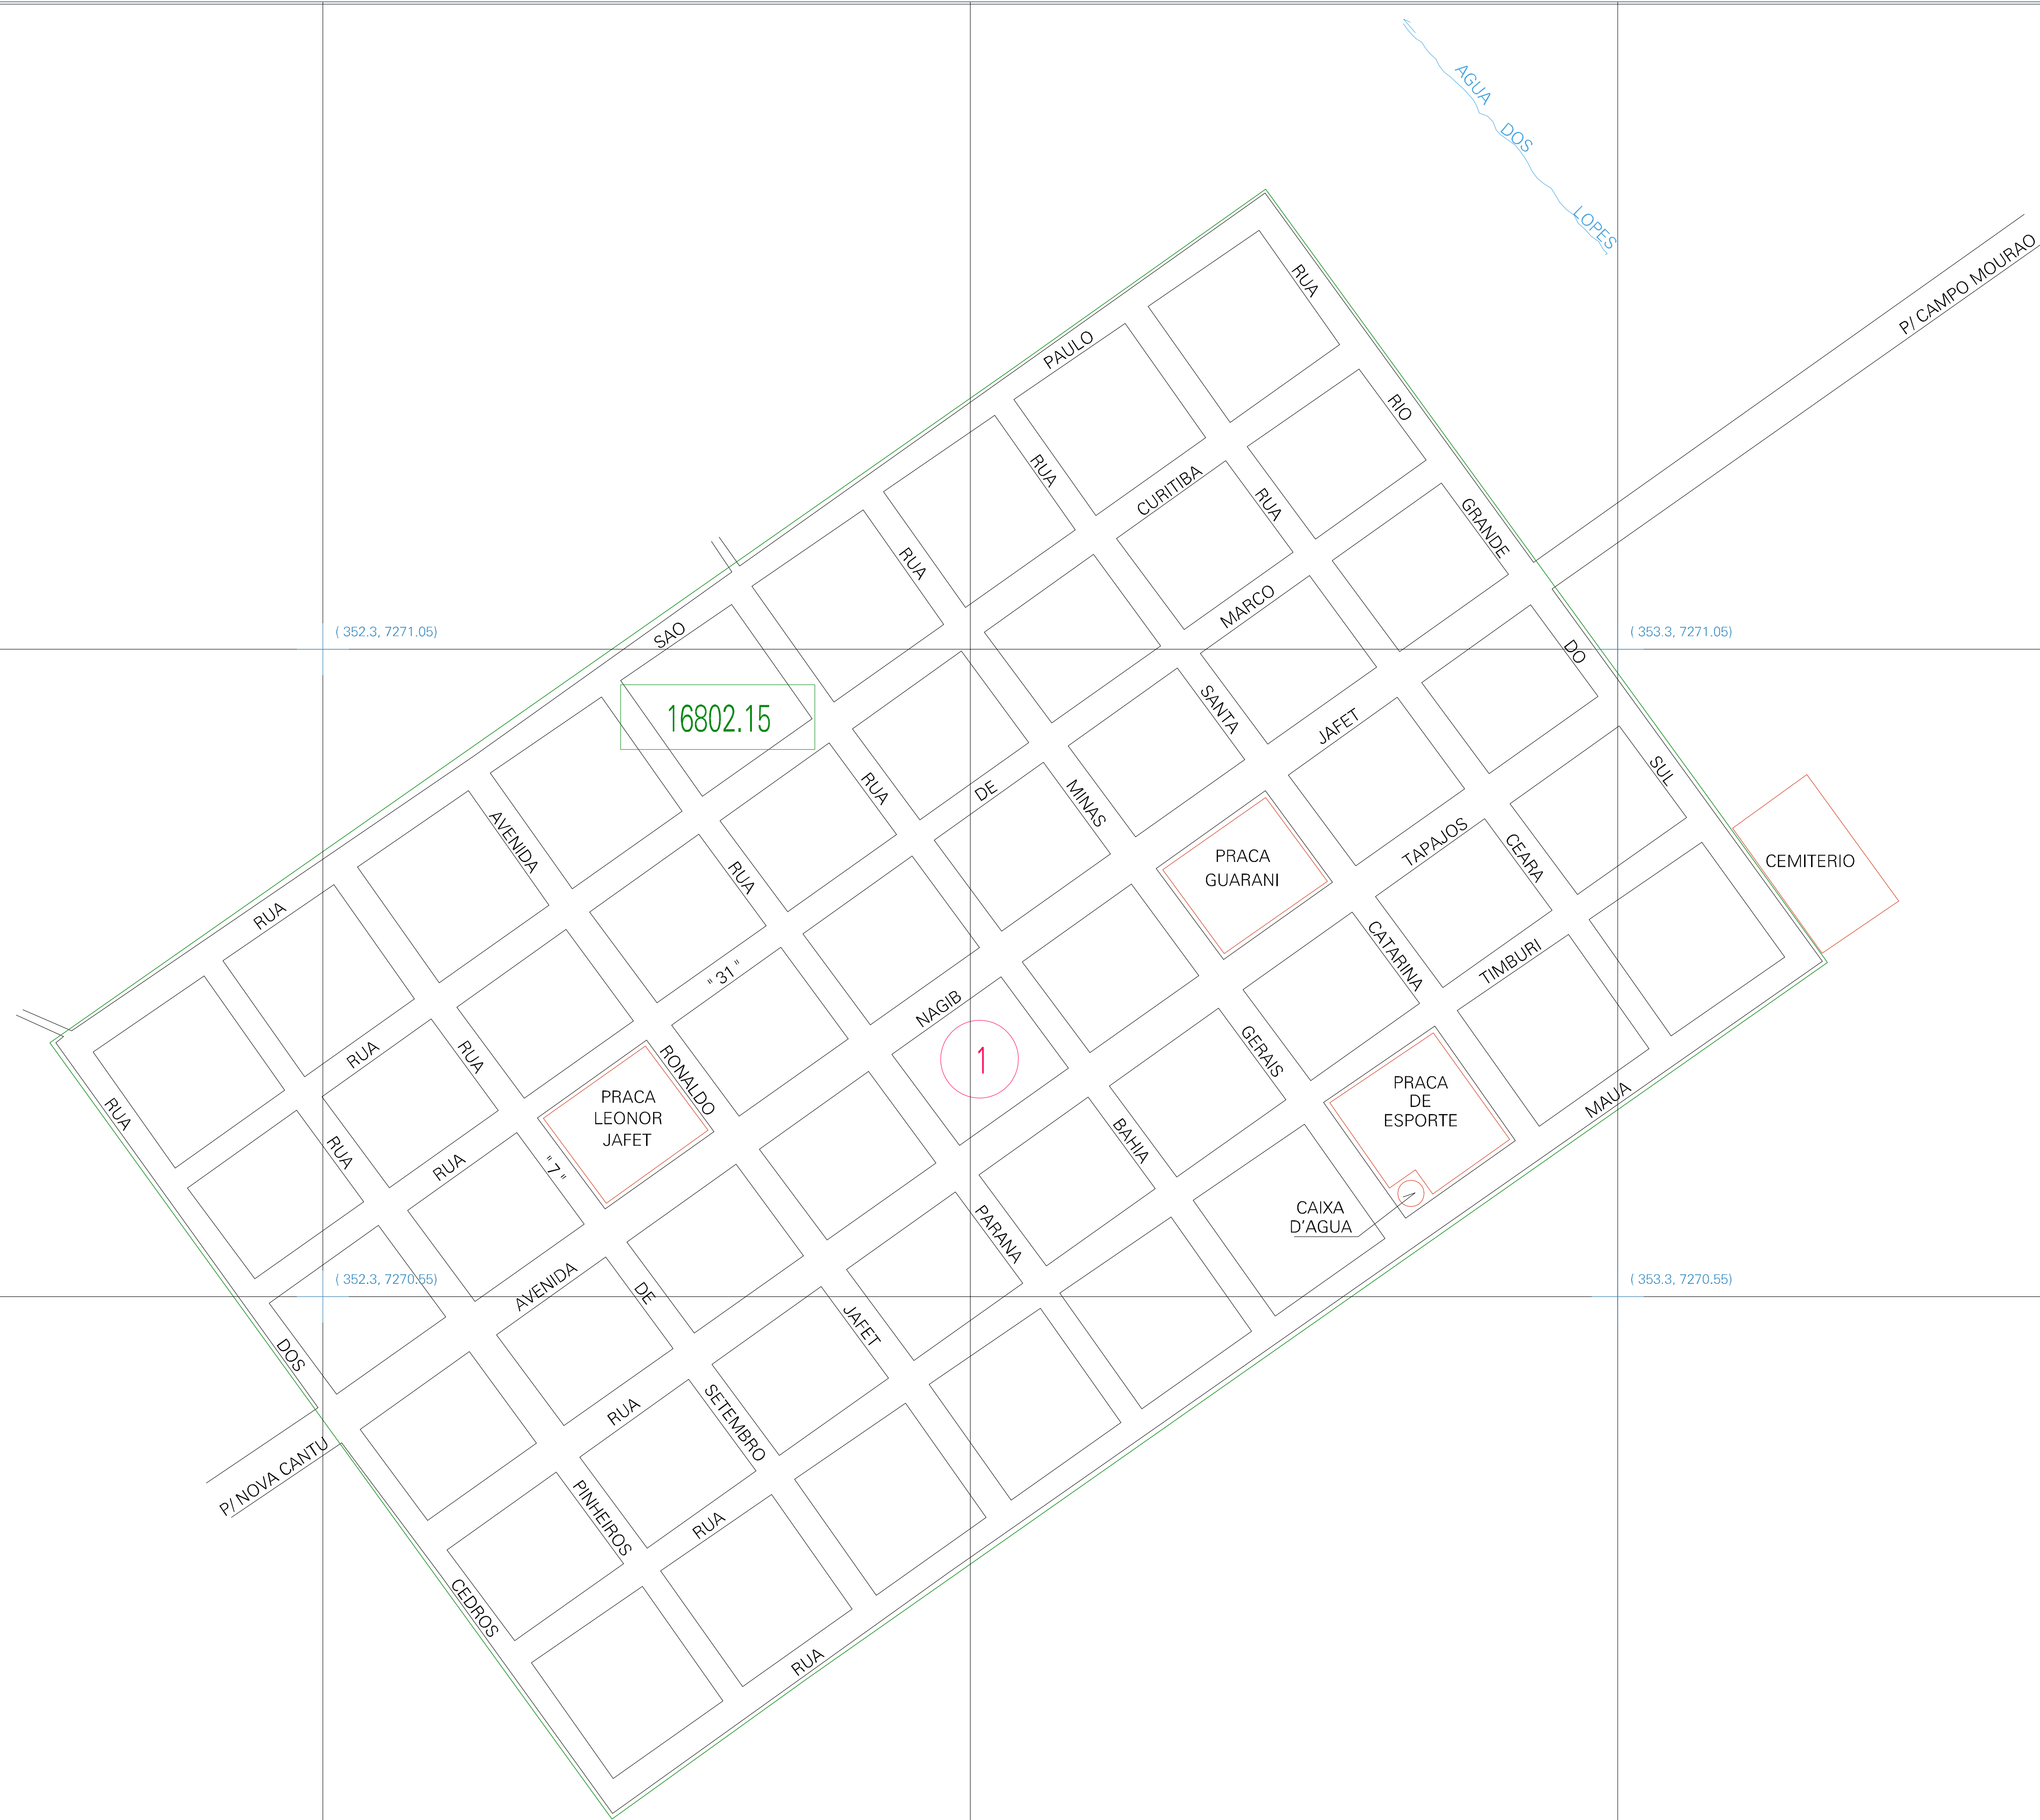 AGUA
DOS
LOPES
P/ CAMPO MOURAO
RUA
PAULO
RIO
RUA
CURITIBA
RUA
GRANDE
RUA
MARCO
SAO
( 352.3, 7271.05)
( 353.3, 7271.05)
DO
16802.15
SANTA
JAFET
SUL
RUA
DE
MINAS
AVENIDA
TAPAJOS
CEARA
PRACA
GUARANI
CEMITERIO
RUA
RUA
CATARINA
TIMBURI
" 31 "
NAGIB
RUA
RUA
GERAIS
1
RONALDO
PRACA
LEONOR
JAFET
PRACA
DE
ESPORTE
MAUA
RUA
RUA
RUA
" 7 "
BAHIA
CAIXA
D'AGUA
PARANA
( 352.3, 7270.55)
( 353.3, 7270.55)
AVENIDA
DE
JAFET
DOS
RUA
SETEMBRO
P/ NOVA CANTU
PINHEIROS
RUA
CEDROS
RUA